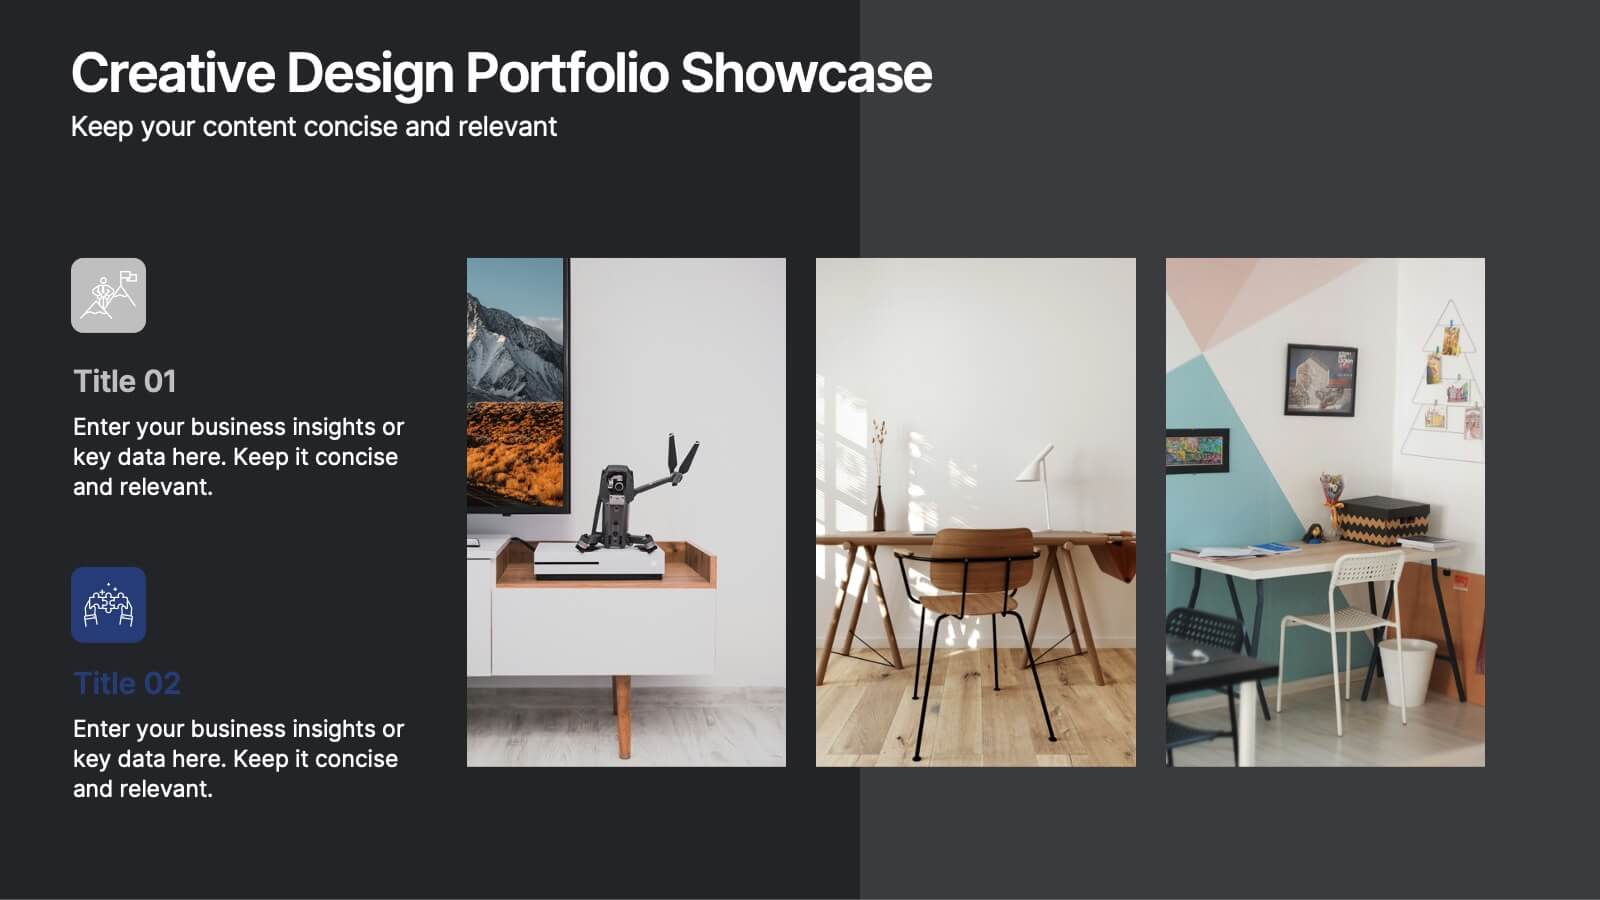 Creative Design Portfolio Showcase
Keep your content concise and relevant
Title 01
Enter your business insights or
key data here. Keep it concise
and relevant.
Title 02
Enter your business insights or
key data here. Keep it concise
and relevant.